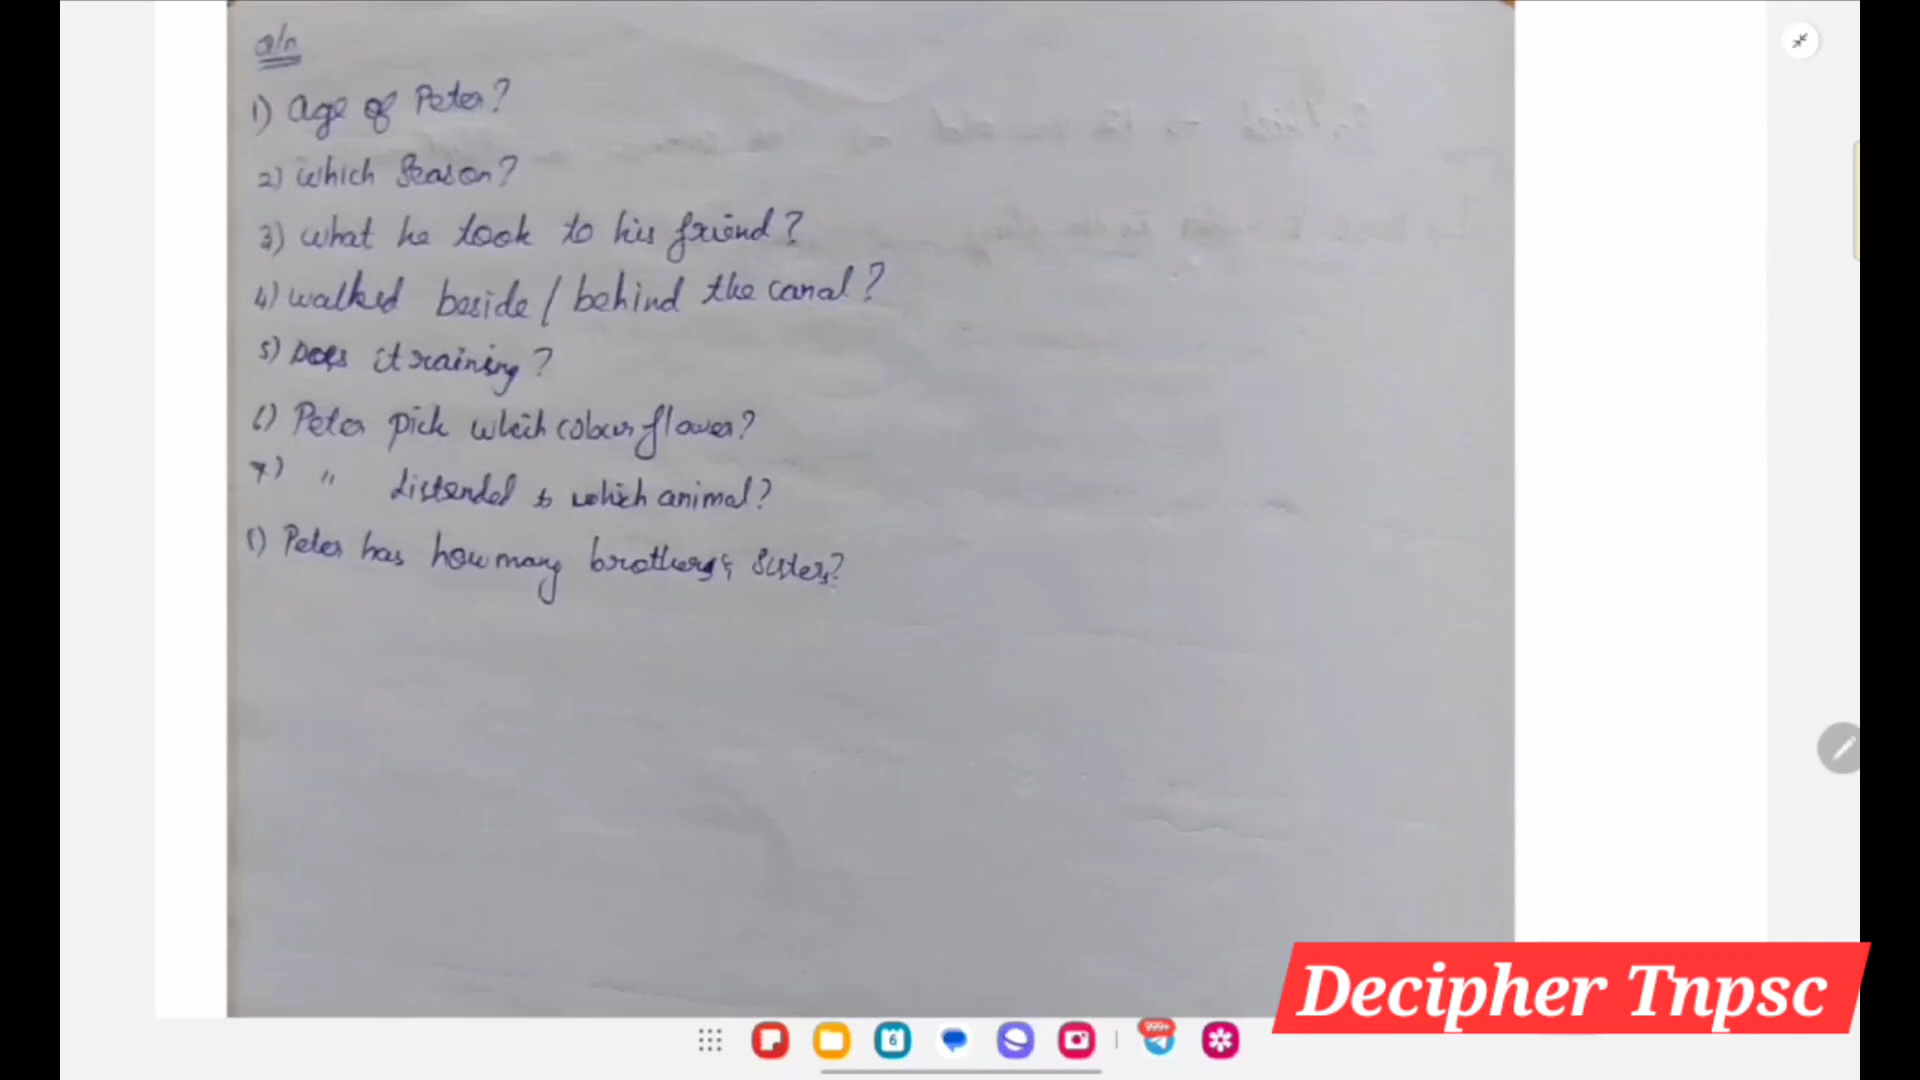 Q/n
1) Age of Peter?
2) Which Season?
3) What he took to his friend?
4) walked beside / behind the canal?
5) Does it raining?
6) Peter pick which colour flower?
7) " Listended to which animal?
8) Peter has how many brothers & Sisters?
6
999+
Decipher Tnpsc